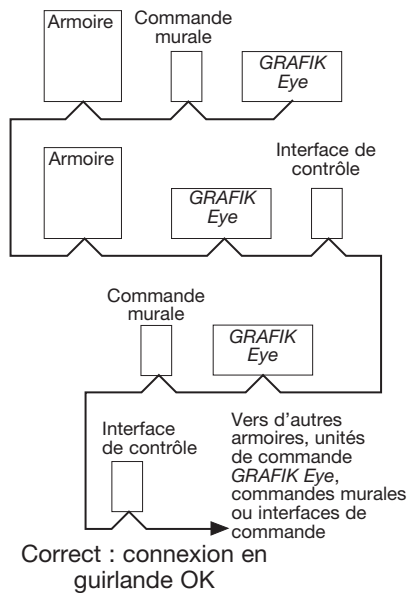 Armoire
Commande
murale
GRAFIK
Eye
Armoire
GRAFIK
Eye
Interface de
contrôle
Commande
murale
GRAFIK
Eye
Interface
de contrôle
Vers d'autres
armoires, unités
de commande
GRAFIK Eye,
commandes murales
ou interfaces de
commande
Correct : connexion en
guirlande OK